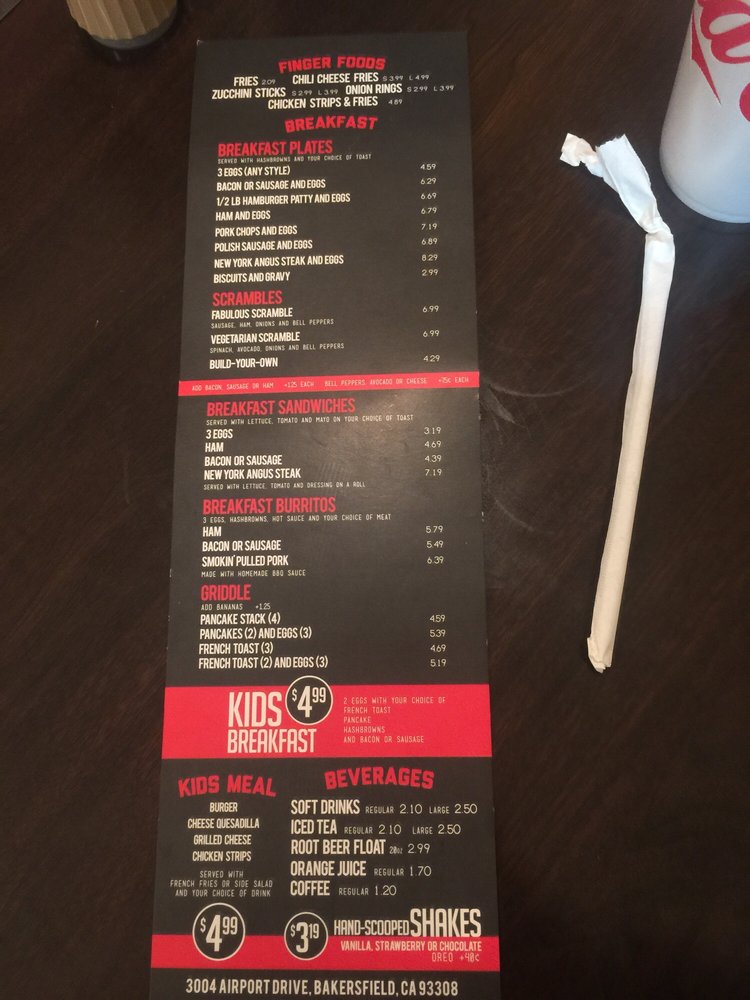 FINGER FOODS
FRIES 2.09 CHILI CHEESE FRIES S 3.99 L 4.99
ZUCCHINI STICKS S 2.99 L 3.99 ONION RINGS S 2.99 L 3.99
CHICKEN STRIPS & FRIES 4.89
BREAKFAST
BREAKFAST PLATES
SERVED WITH HASHBROWNS AND YOUR CHOICE OF TOAST
3 EGGS (ANY STYLE) 4.59
BACON OR SAUSAGE AND EGGS 6.29
1/2 LB HAMBURGER PATTY AND EGGS 6.69
HAM AND EGGS 6.79
PORK CHOPS AND EGGS 7.19
POLISH SAUSAGE AND EGGS 6.89
NEW YORK ANGUS STEAK AND EGGS 8.29
BISCUITS AND GRAVY 2.99
SCRAMBLES
FABULOUS SCRAMBLE 6.99
SAUSAGE, HAM, ONIONS AND BELL PEPPERS
VEGETARIAN SCRAMBLE 6.99
SPINACH, AVOCADO, ONIONS AND BELL PEPPERS
BUILD-YOUR-OWN 4.29
ADD BACON, SAUSAGE OR HAM +1.25 EACH BELL PEPPERS, AVOCADO OR CHEESE +75¢ EACH
BREAKFAST SANDWICHES
SERVED WITH LETTUCE, TOMATO AND MAYO ON YOUR CHOICE OF TOAST
3 EGGS 3.19
HAM 4.69
BACON OR SAUSAGE 4.39
NEW YORK ANGUS STEAK 7.19
SERVED WITH LETTUCE, TOMATO AND DRESSING ON A ROLL
BREAKFAST BURRITOS
3 EGGS, HASHBROWNS, HOT SAUCE AND YOUR CHOICE OF MEAT
HAM 5.79
BACON OR SAUSAGE 5.49
SMOKIN' PULLED PORK 6.39
MADE WITH HOMEMADE BBQ SAUCE
GRIDDLE
ADD BANANAS +1.25
PANCAKE STACK (4) 4.59
PANCAKES (2) AND EGGS (3) 5.39
FRENCH TOAST (3) 4.69
FRENCH TOAST (2) AND EGGS (3) 5.19
KIDS BREAKFAST $4.99
2 EGGS WITH YOUR CHOICE OF
FRENCH TOAST
PANCAKE
HASHBROWNS
AND BACON OR SAUSAGE
KIDS MEAL
BURGER
CHEESE QUESADILLA
GRILLED CHEESE
CHICKEN STRIPS
SERVED WITH
FRENCH FRIES OR SIDE SALAD
AND YOUR CHOICE OF DRINK
$4.99
BEVERAGES
SOFT DRINKS REGULAR 2.10 LARGE 2.50
ICED TEA REGULAR 2.10 LARGE 2.50
ROOT BEER FLOAT 20oz 2.99
ORANGE JUICE REGULAR 1.70
COFFEE REGULAR 1.20
$3.19 HAND-SCOOPED SHAKES
VANILLA, STRAWBERRY OR CHOCOLATE
OREO +40¢
3004 AIRPORT DRIVE, BAKERSFIELD, CA 93308